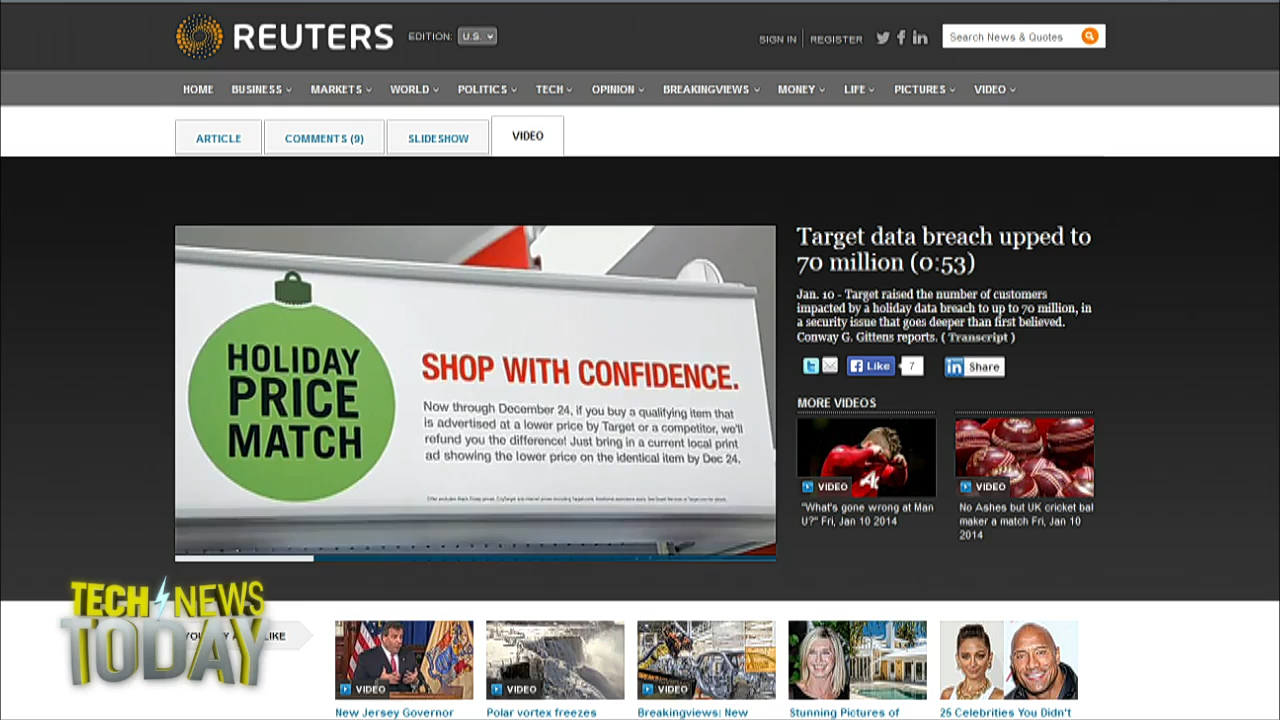 REUTERS
EDITION:
U.S.
SIGN IN
REGISTER
Search News & Quotes
HOME
BUSINESS
MARKETS
WORLD
POLITICS
TECH
OPINION
BREAKINGVIEWS
MONEY
LIFE
PICTURES
VIDEO
ARTICLE
COMMENTS (9)
SLIDESHOW
VIDEO
HOLIDAY
PRICE
MATCH
SHOP WITH CONFIDENCE.
Now through December 24, if you buy a qualifying item that
is advertised at a lower price by Target or a competitor, we'll
refund you the difference! Just bring in a current local print
ad showing the lower price on the identical item by Dec 24.
Target data breach upped to
70 million (0:53)
Jan. 10 - Target raised the number of customers
impacted by a holiday data breach to up to 70 million, in
a security issue that goes deeper than first believed.
Conway G. Gittens reports. ( Transcript )
Like
7
Share
MORE VIDEOS
VIDEO
VIDEO
"What's gone wrong at Man
U?" Fri, Jan 10 2014
No Ashes but UK cricket bal
maker a match Fri, Jan 10
2014
TECH NEWS
TODAY
LIKE
VIDEO
VIDEO
VIDEO
New Jersey Governor
Polar vortex freezes
Breakingviews: New
Stunning Pictures of
25 Celebrities You Didn't